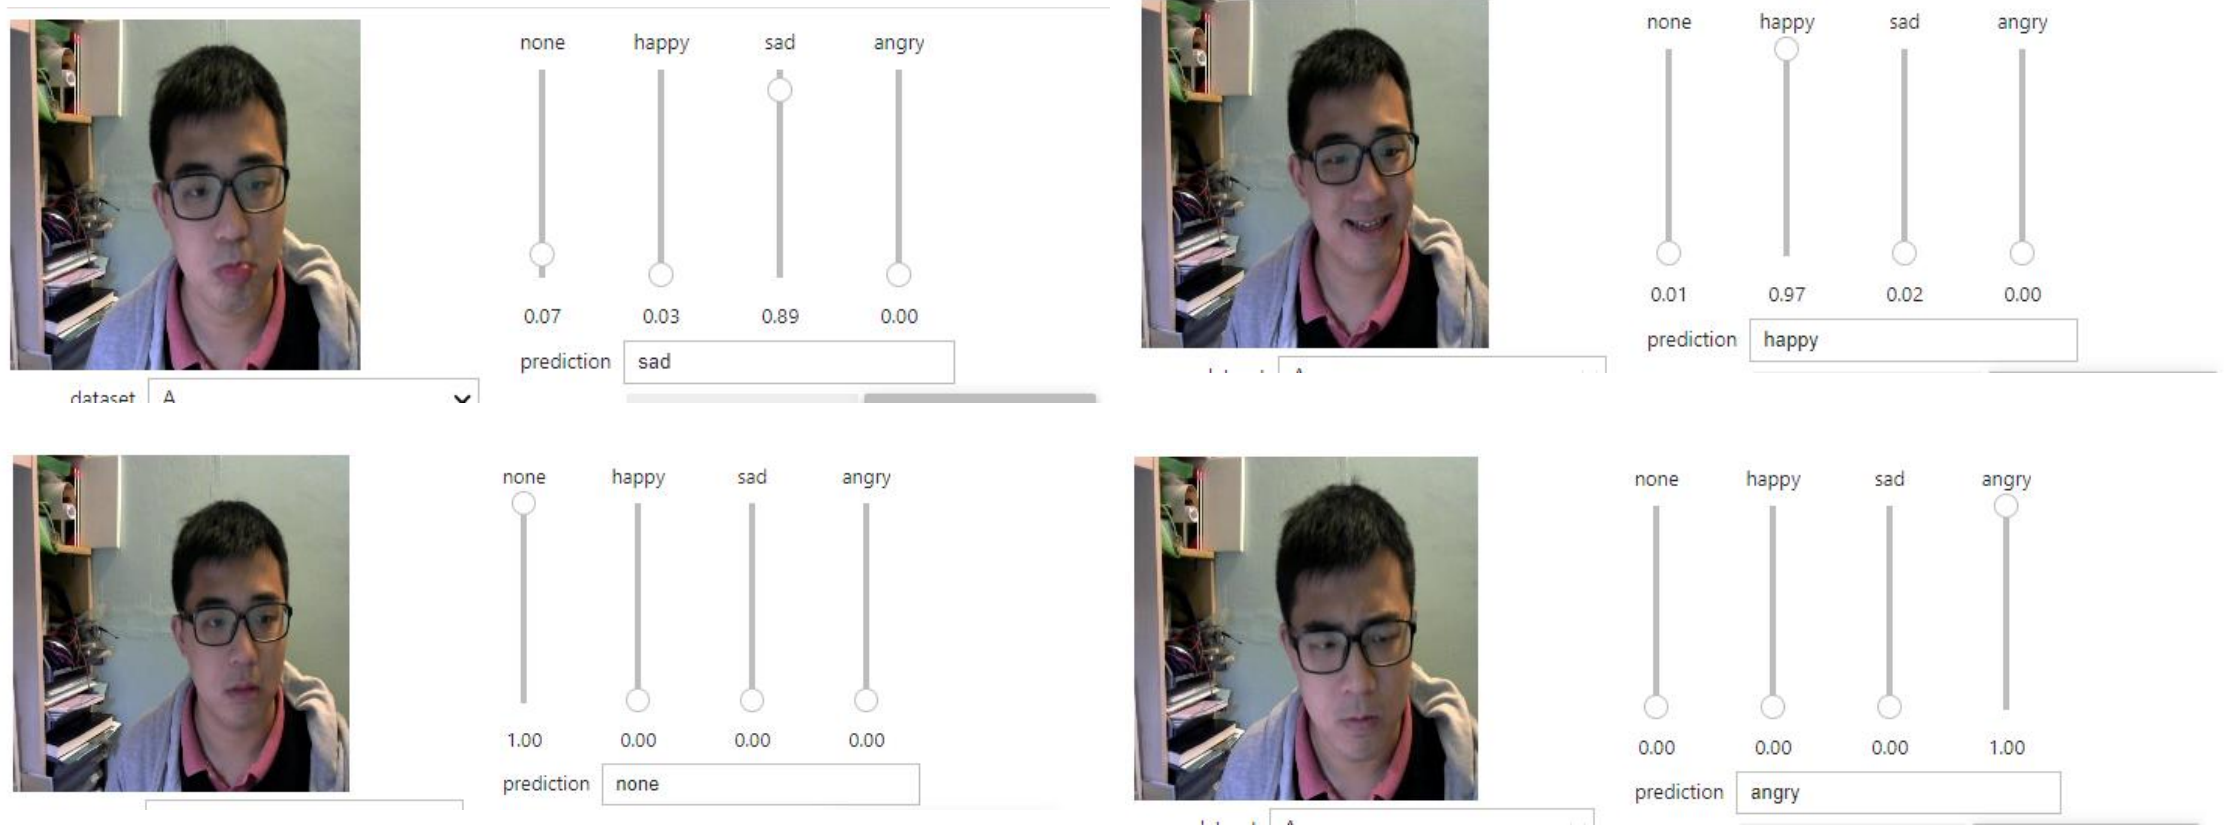 none happy sad angry
0.07 0.03 0.89 0.00
prediction sad
dataset A
none happy sad angry
0.01 0.97 0.02 0.00
prediction happy
none happy sad angry
1.00 0.00 0.00 0.00
prediction none
none happy sad angry
0.00 0.00 0.00 1.00
prediction angry